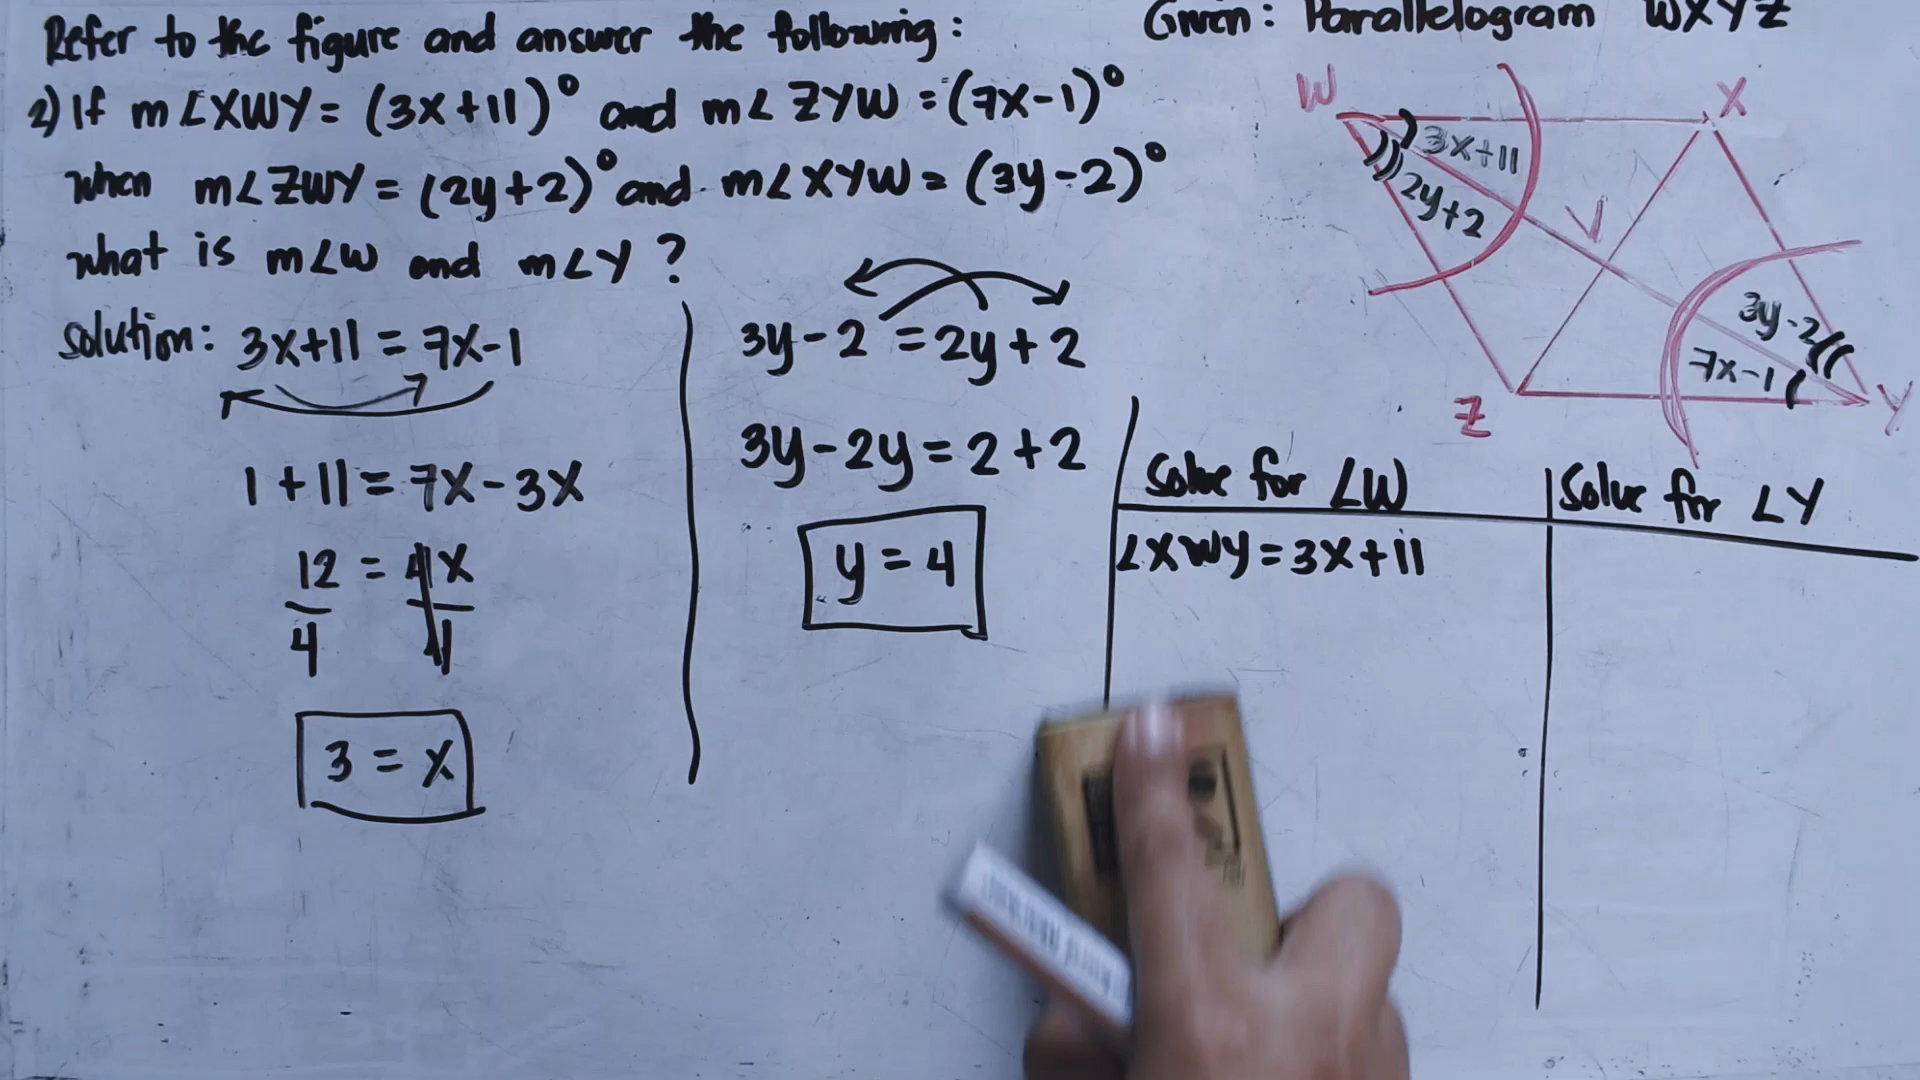 Refer to the figure and answer the following:
2) If m∠XWY = (3x+11)° and m∠ZYW = (7x-1)°
when m∠ZWY = (2y+2)° and m∠XYW = (3y-2)°
what is m∠W and m∠Y ?
Solution: 3x+11 = 7x-1
1+11 = 7x-3x
12 = 4x
4 4
3 = x
3y-2 = 2y+2
3y-2y = 2+2
y = 4
Given: Parallelogram WXYZ
W
X
3x+11
2y+2
V
3y-2
7x-1
Z
Y
Solve for ∠W
∠XWY = 3x+11
Solve for ∠Y